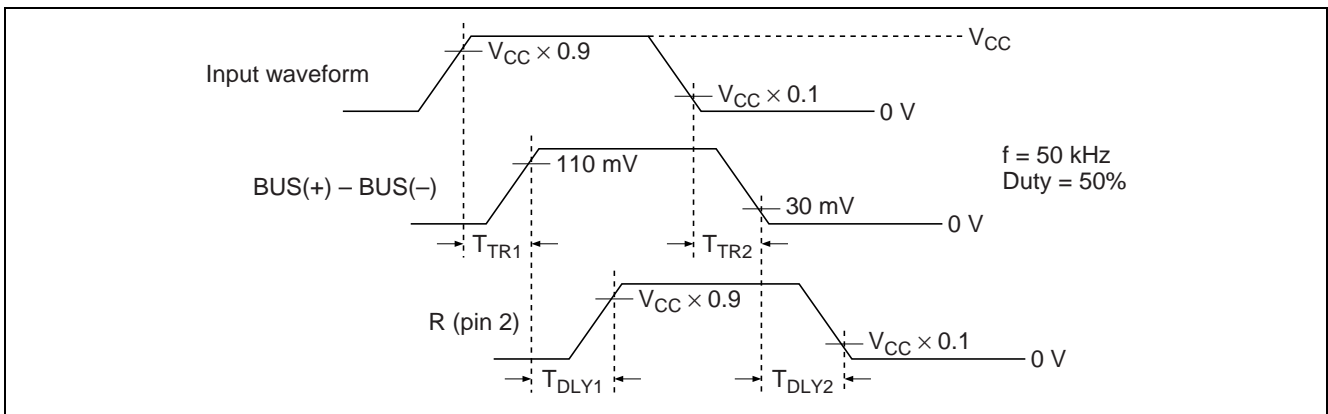 V_CC
V_CC × 0.9
Input waveform
V_CC × 0.1
0 V
110 mV
f = 50 kHz
Duty = 50%
BUS(+) – BUS(–)
30 mV
0 V
T_TR1
T_TR2
V_CC × 0.9
R (pin 2)
V_CC × 0.1
0 V
T_DLY1
T_DLY2